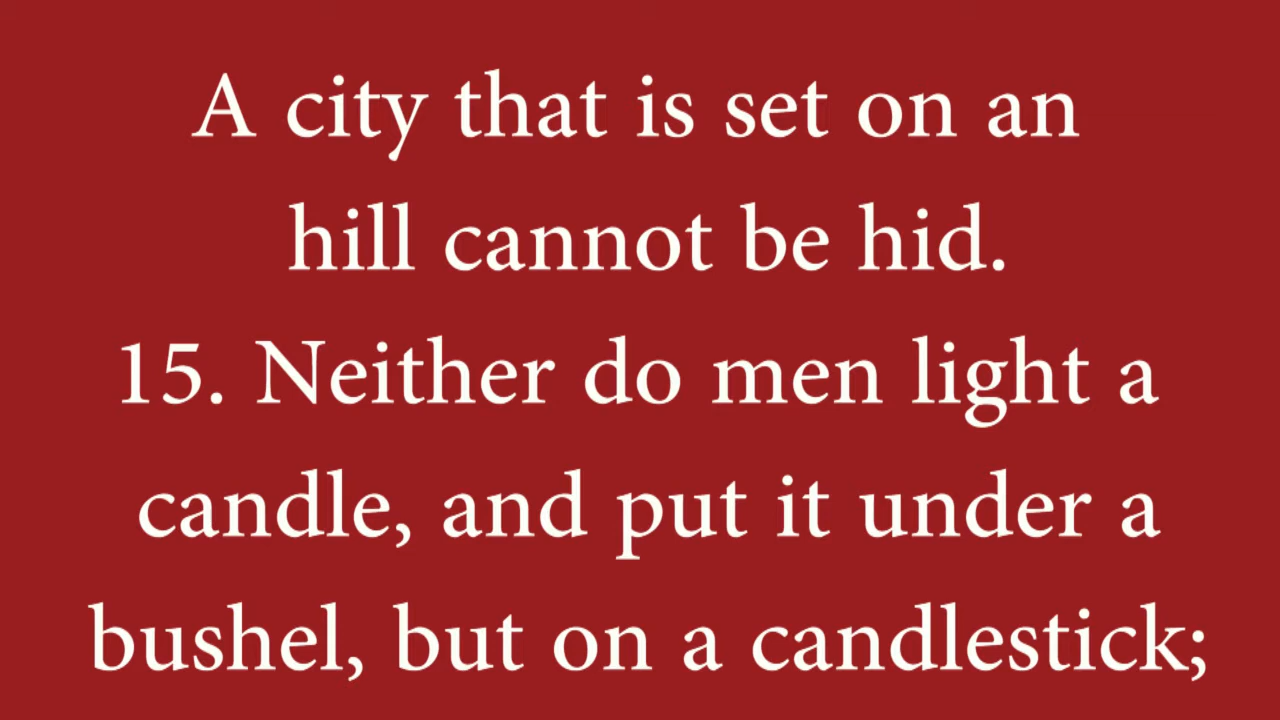 A city that is set on an
hill cannot be hid.
15. Neither do men light a
candle, and put it under a
bushel, but on a candlestick;